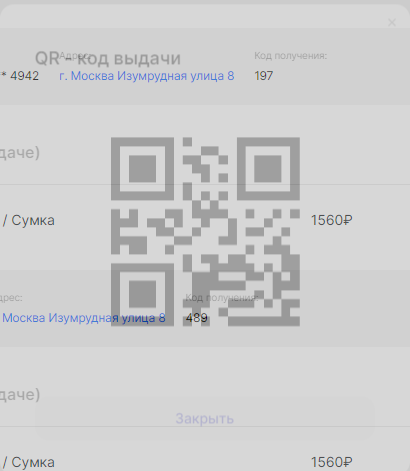 ×
QR - код выдачи
Адрес:
Код получения:
* 4942
г. Москва Изумрудная улица 8
197
даче)
/ Сумка
1560₽
дрес:
Код получения:
Москва Изумрудная улица 8
489
даче)
Закрыть
/ Сумка
1560₽